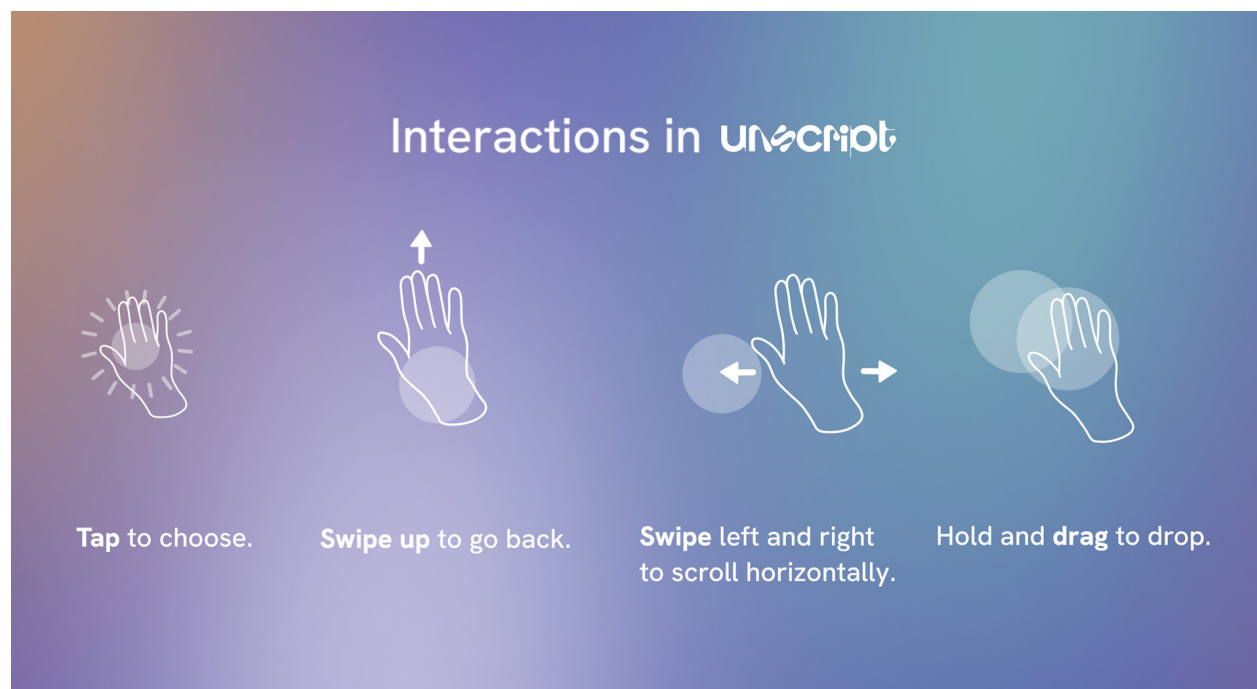 Interactions in unscript
Tap to choose.
Swipe up to go back.
Swipe left and right
to scroll horizontally.
Hold and drag to drop.